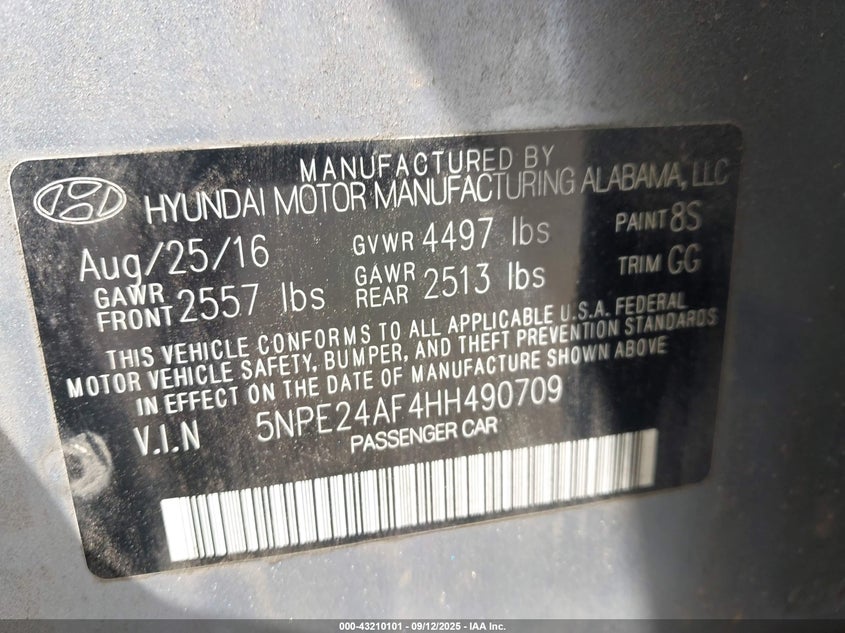 MANUFACTURED BY
HYUNDAI MOTOR MANUFACTURING ALABAMA, LLC
Aug/25/16 GVWR 4497 lbs PAINT 8S
GAWR FRONT 2557 lbs GAWR REAR 2513 lbs TRIM GG
THIS VEHICLE CONFORMS TO ALL APPLICABLE U.S.A. FEDERAL
MOTOR VEHICLE SAFETY, BUMPER, AND THEFT PREVENTION STANDARDS
IN EFFECT ON THE DATE OF MANUFACTURE SHOWN ABOVE
V.I.N 5NPE24AF4HH490709
PASSENGER CAR
000-43210101 - 09/12/2025 - IAA Inc.